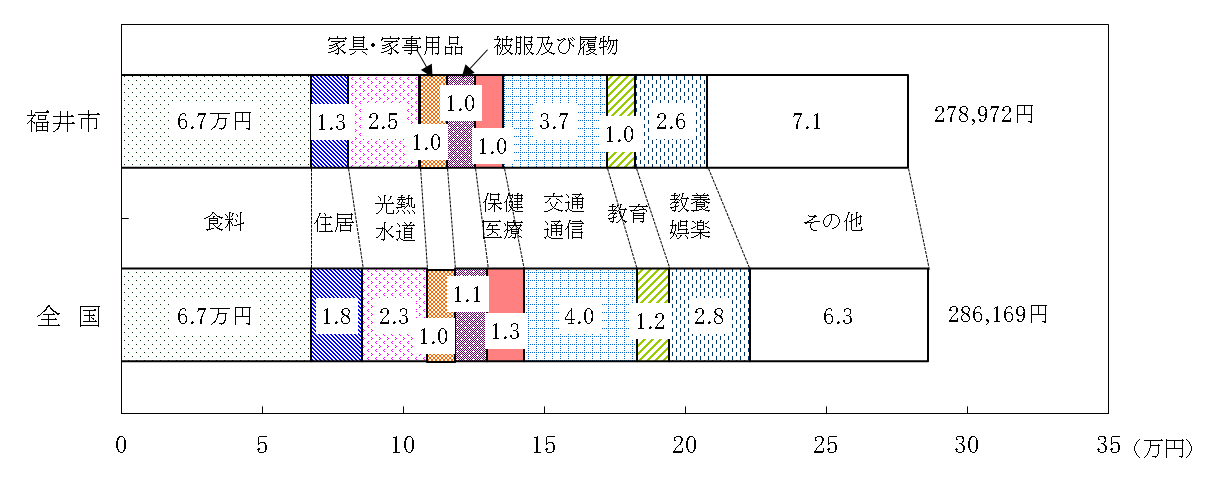 家具・家事用品 被服及び履物
福井市 6.7万円 1.3 2.5 1.0 1.0 1.0 3.7 1.0 2.6 7.1 278,972円
食料 住居 光熱 水道 保健 医療 交通 通信 教育 教養 娯楽 その他
全国 6.7万円 1.8 2.3 1.0 1.1 1.3 4.0 1.2 2.8 6.3 286,169円
0 5 10 15 20 25 30 35 (万円)